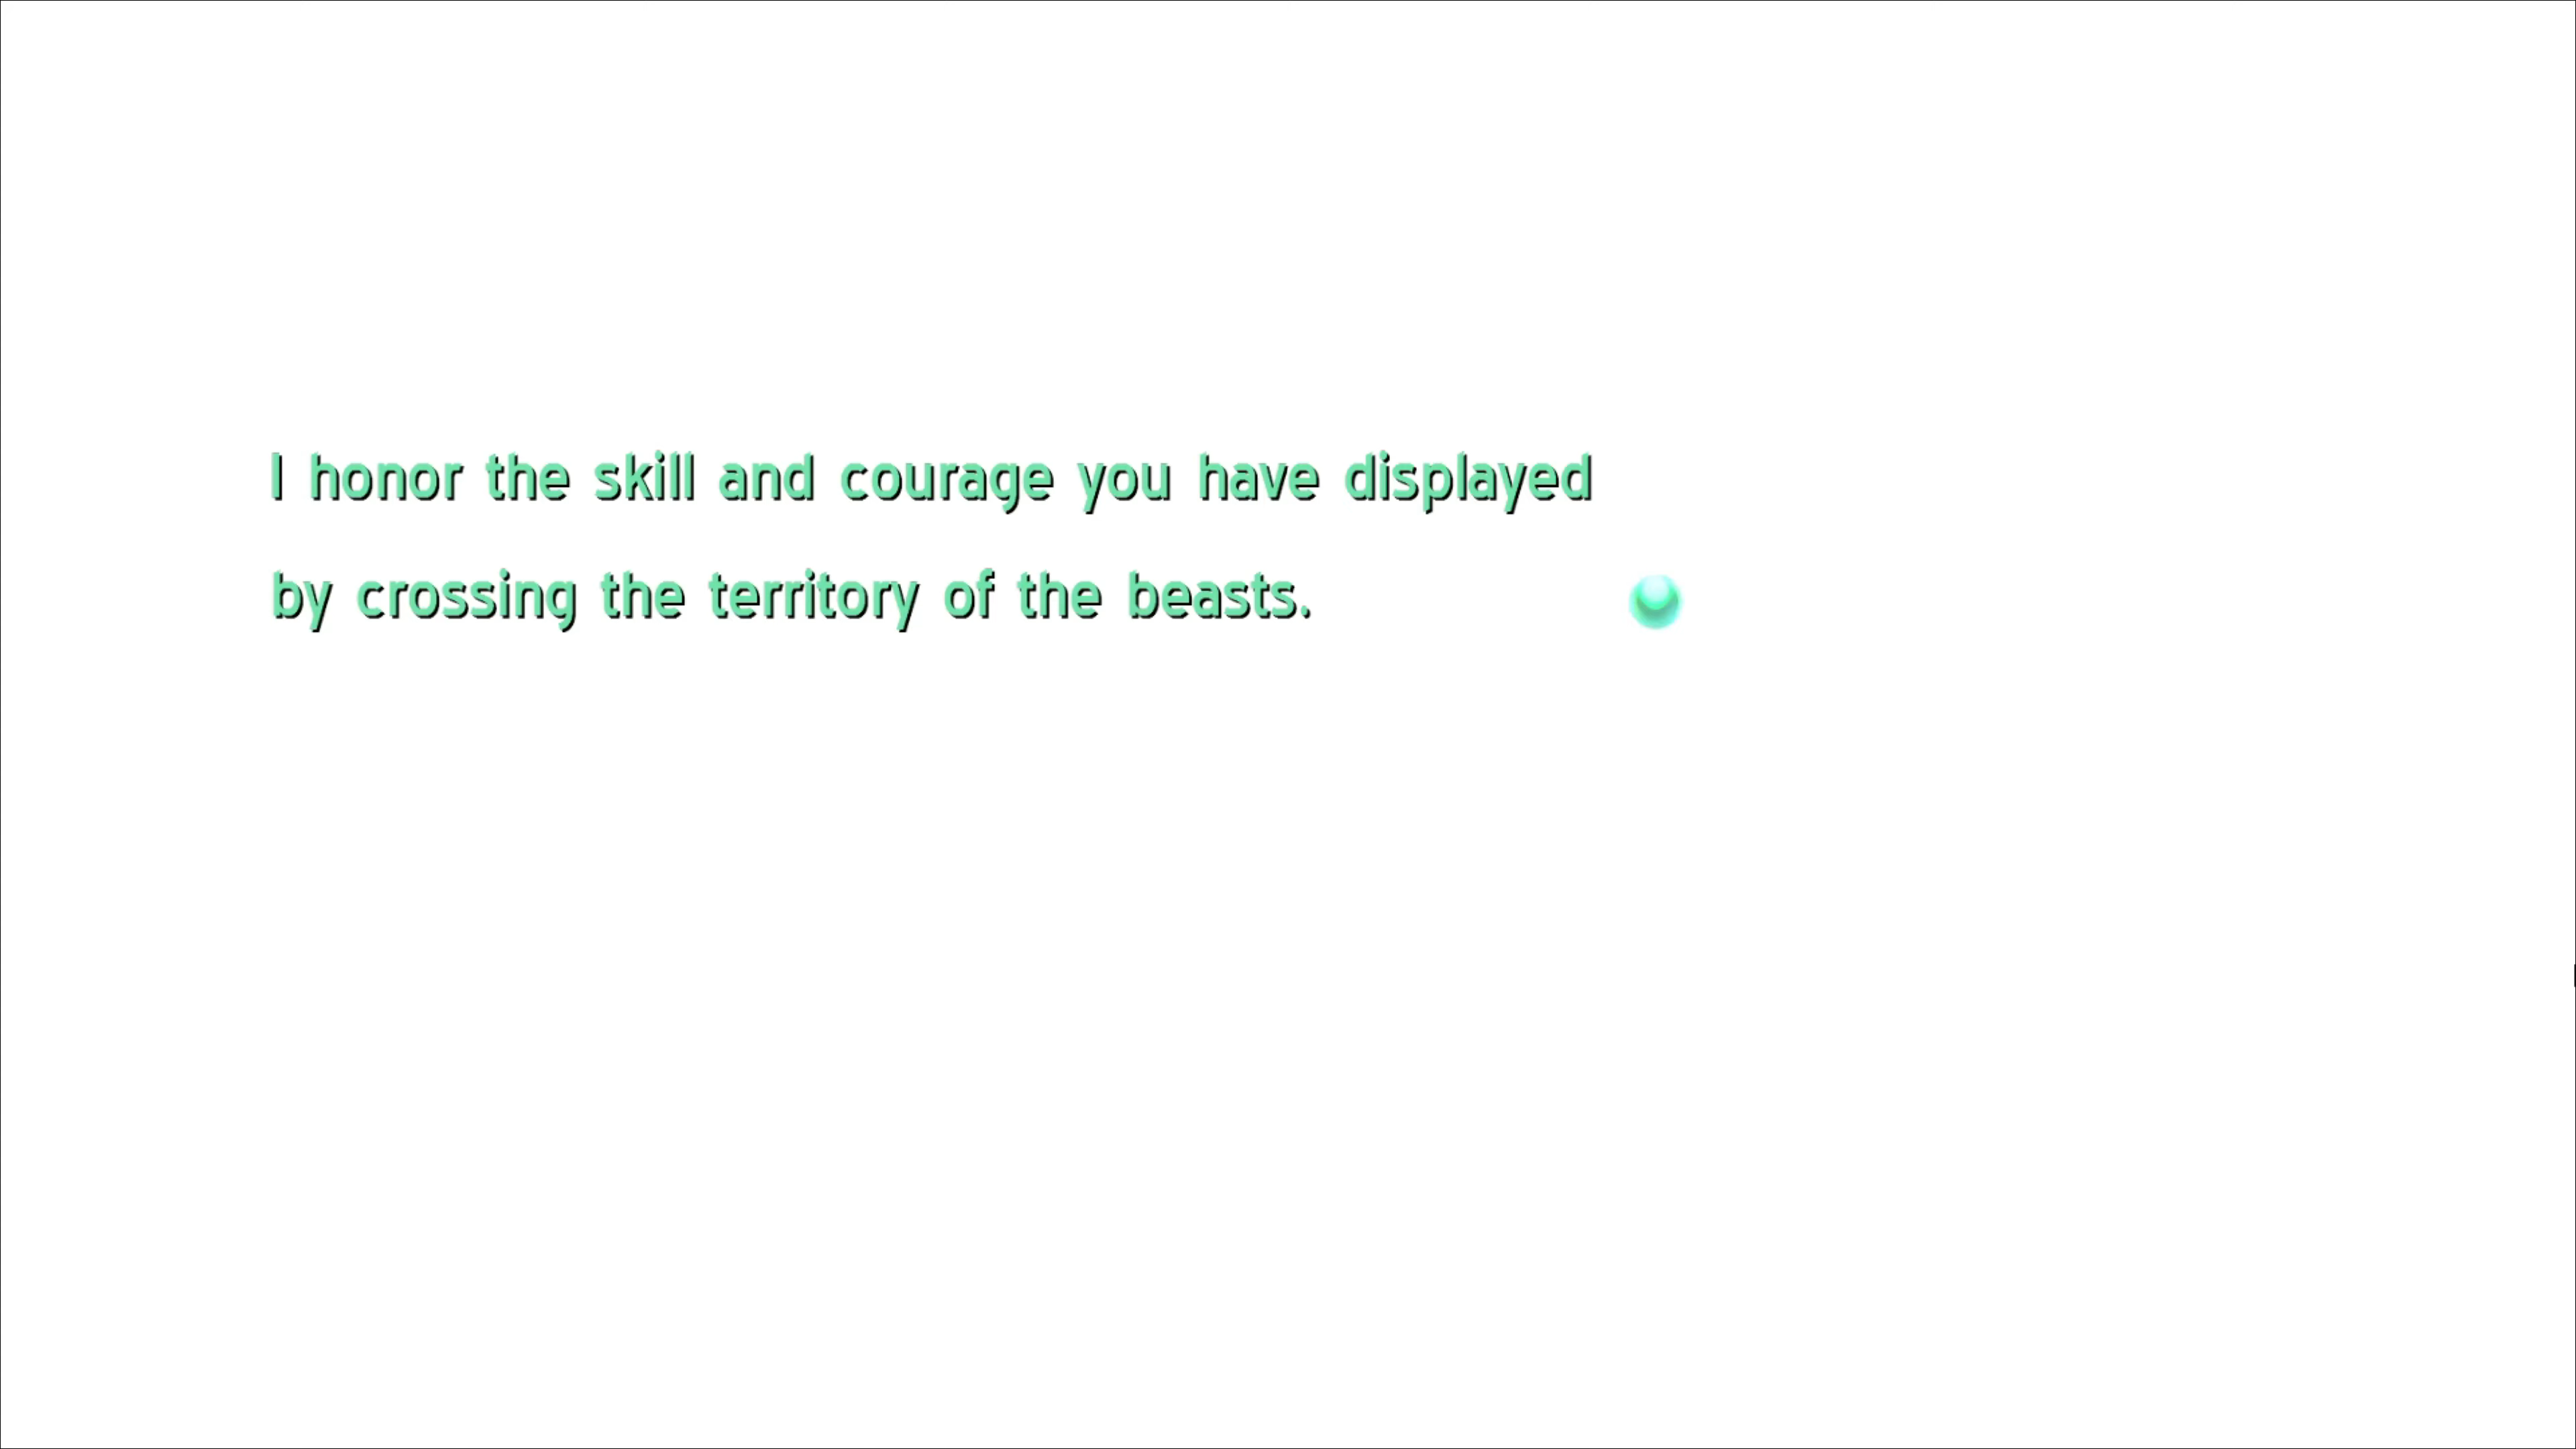 I honor the skill and courage you have displayed
by crossing the territory of the beasts.